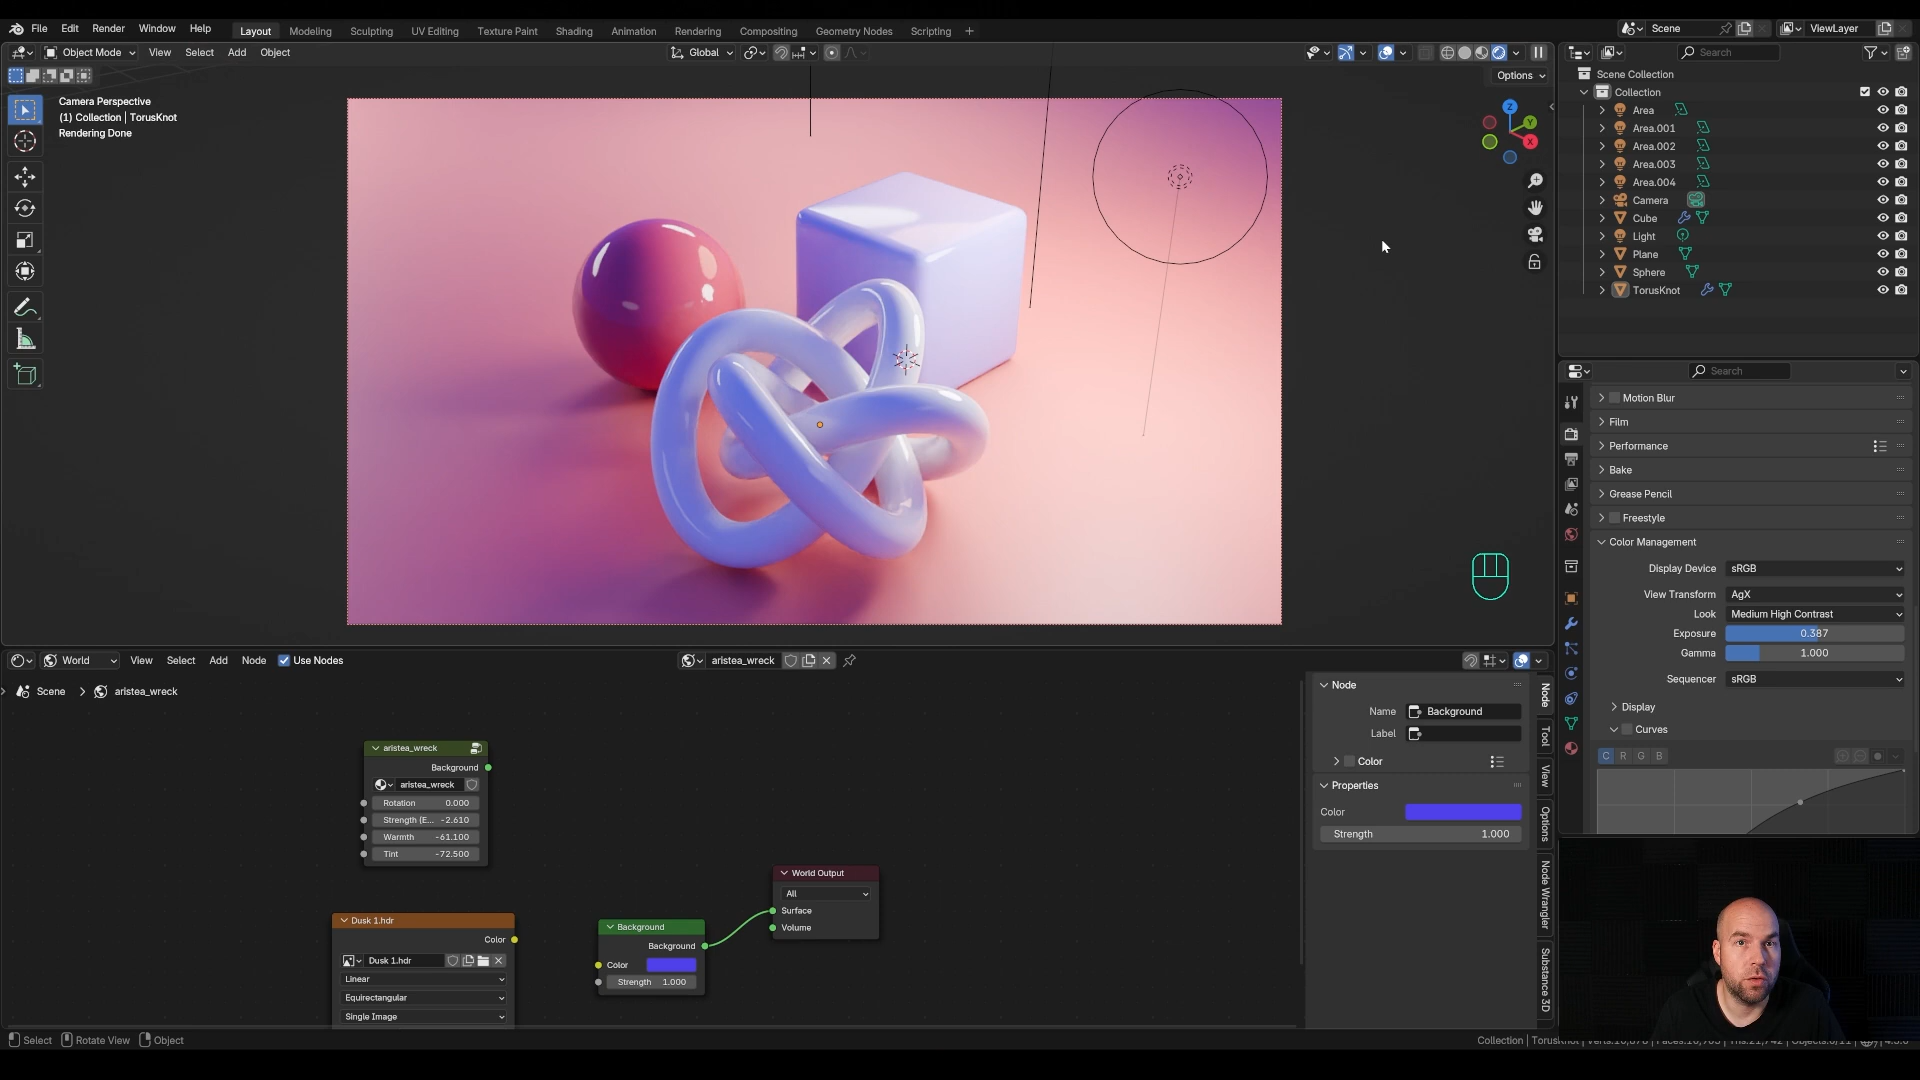 File Edit Render Window Help Layout Modeling Sculpting UV Editing Texture Paint Shading Animation Rendering Compositing Geometry Nodes Scripting + Scene ViewLayer
Object Mode View Select Add Object Global Search
Options
Camera Perspective
(1) Collection | TorusKnot
Rendering Done
Z
Y
X
Scene Collection
Collection
Area
Area.001
Area.002
Area.003
Area.004
Camera
Cube
Light
Plane
Sphere
TorusKnot
Search
Motion Blur
Film
Performance
Bake
Grease Pencil
Freestyle
Color Management
Display Device sRGB
View Transform AgX
Look Medium High Contrast
Exposure 0.387
Gamma 1.000
Sequencer sRGB
Display
Curves
C R G B
World View Select Add Node Use Nodes aristea_wreck
Scene > aristea_wreck
aristea_wreck
Background
aristea_wreck
Rotation 0.000
Strength (E... -2.610
Warmth -61.100
Tint -72.500
Dusk 1.hdr
Color
Dusk 1.hdr
Linear
Equirectangular
Single Image
Background
Background
Color
Strength 1.000
World Output
All
Surface
Volume
Node
Name Background
Label
Color
Properties
Color
Strength 1.000
Node
Tool
View
Options
Node Wrangler
Substance 3D
Select Rotate View Object